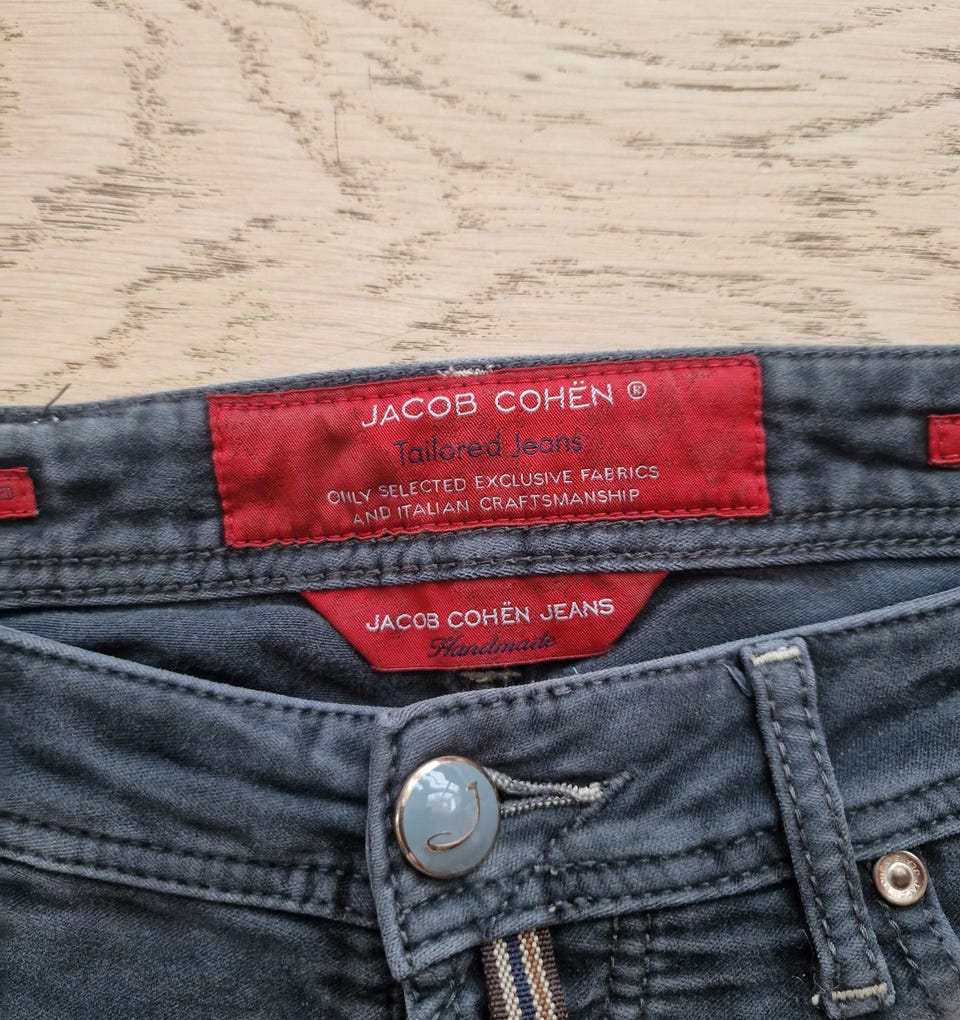 JACOB COHËN ®
Tailored Jeans
ONLY SELECTED EXCLUSIVE FABRICS
AND ITALIAN CRAFTSMANSHIP
JACOB COHËN JEANS
Handmade
J